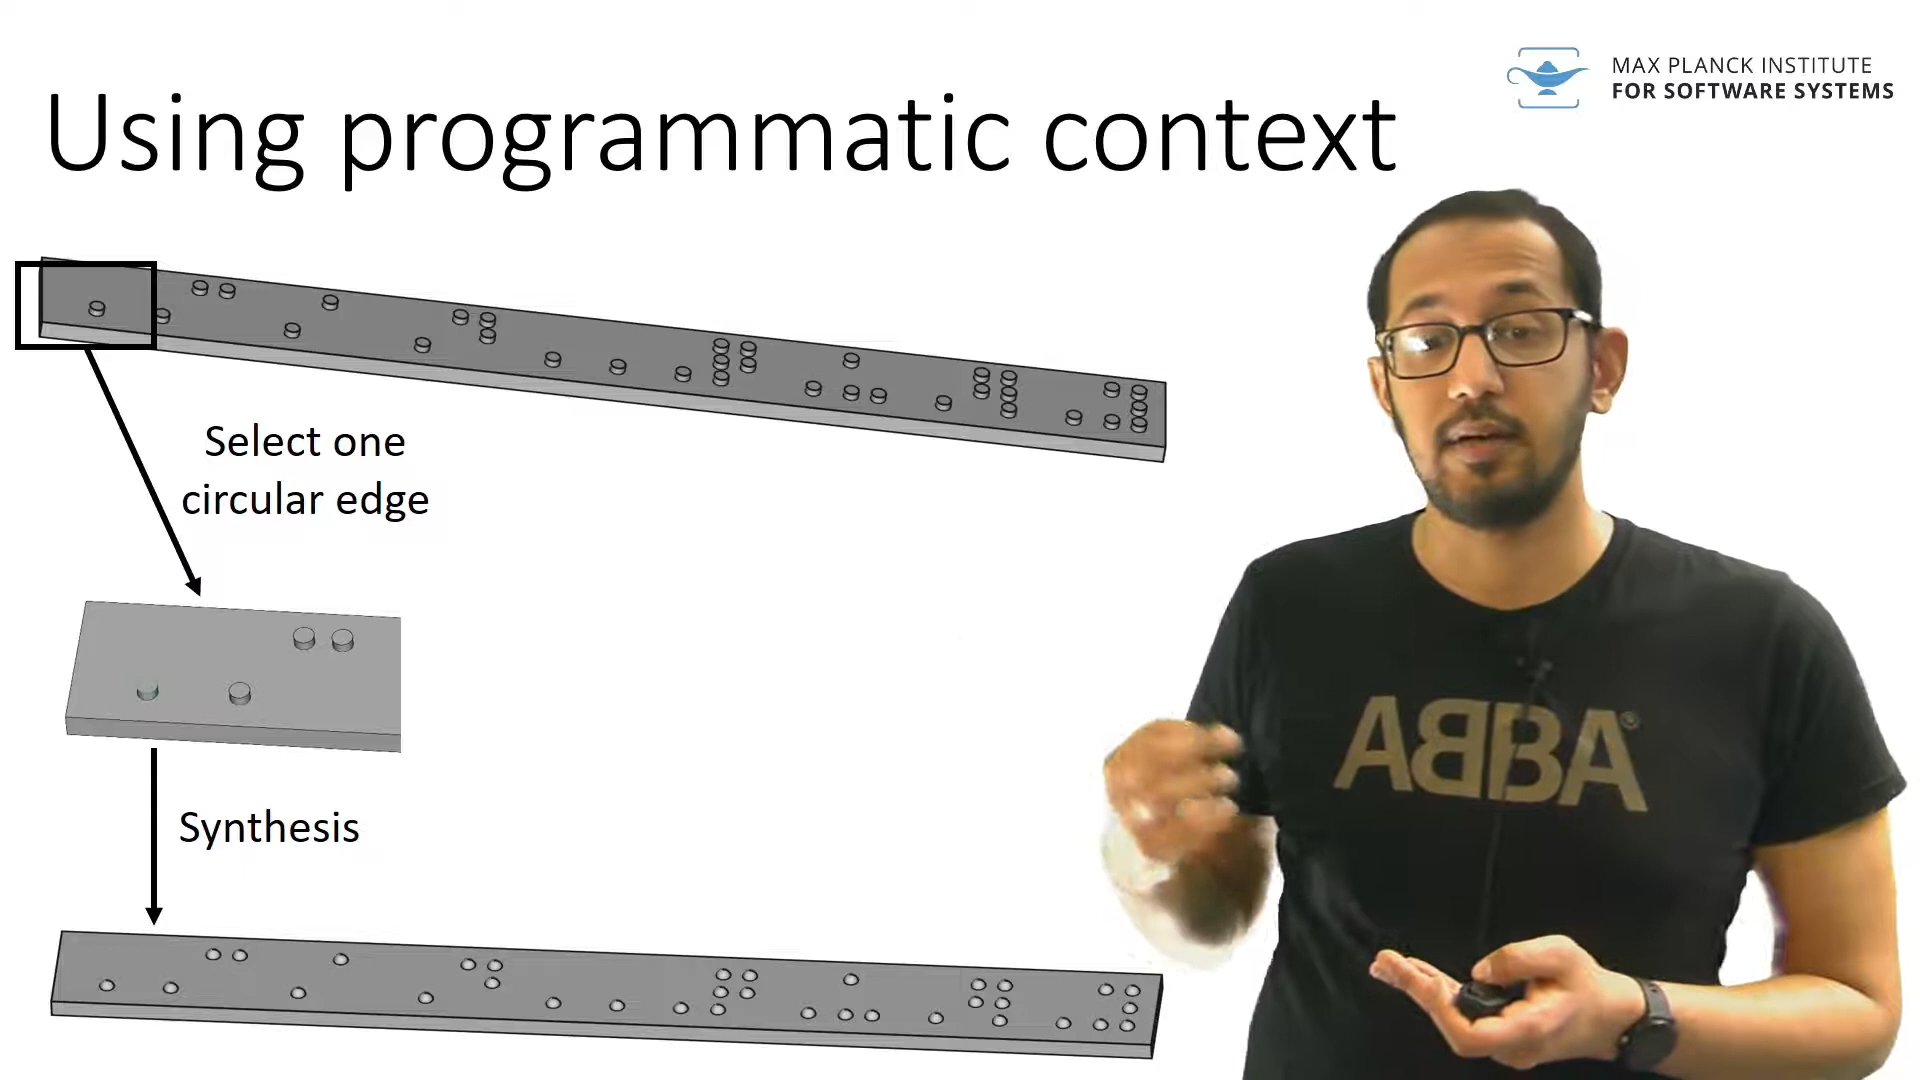 MAX PLANCK INSTITUTE
FOR SOFTWARE SYSTEMS
Using programmatic context
Select one
circular edge
Synthesis
ABBA®